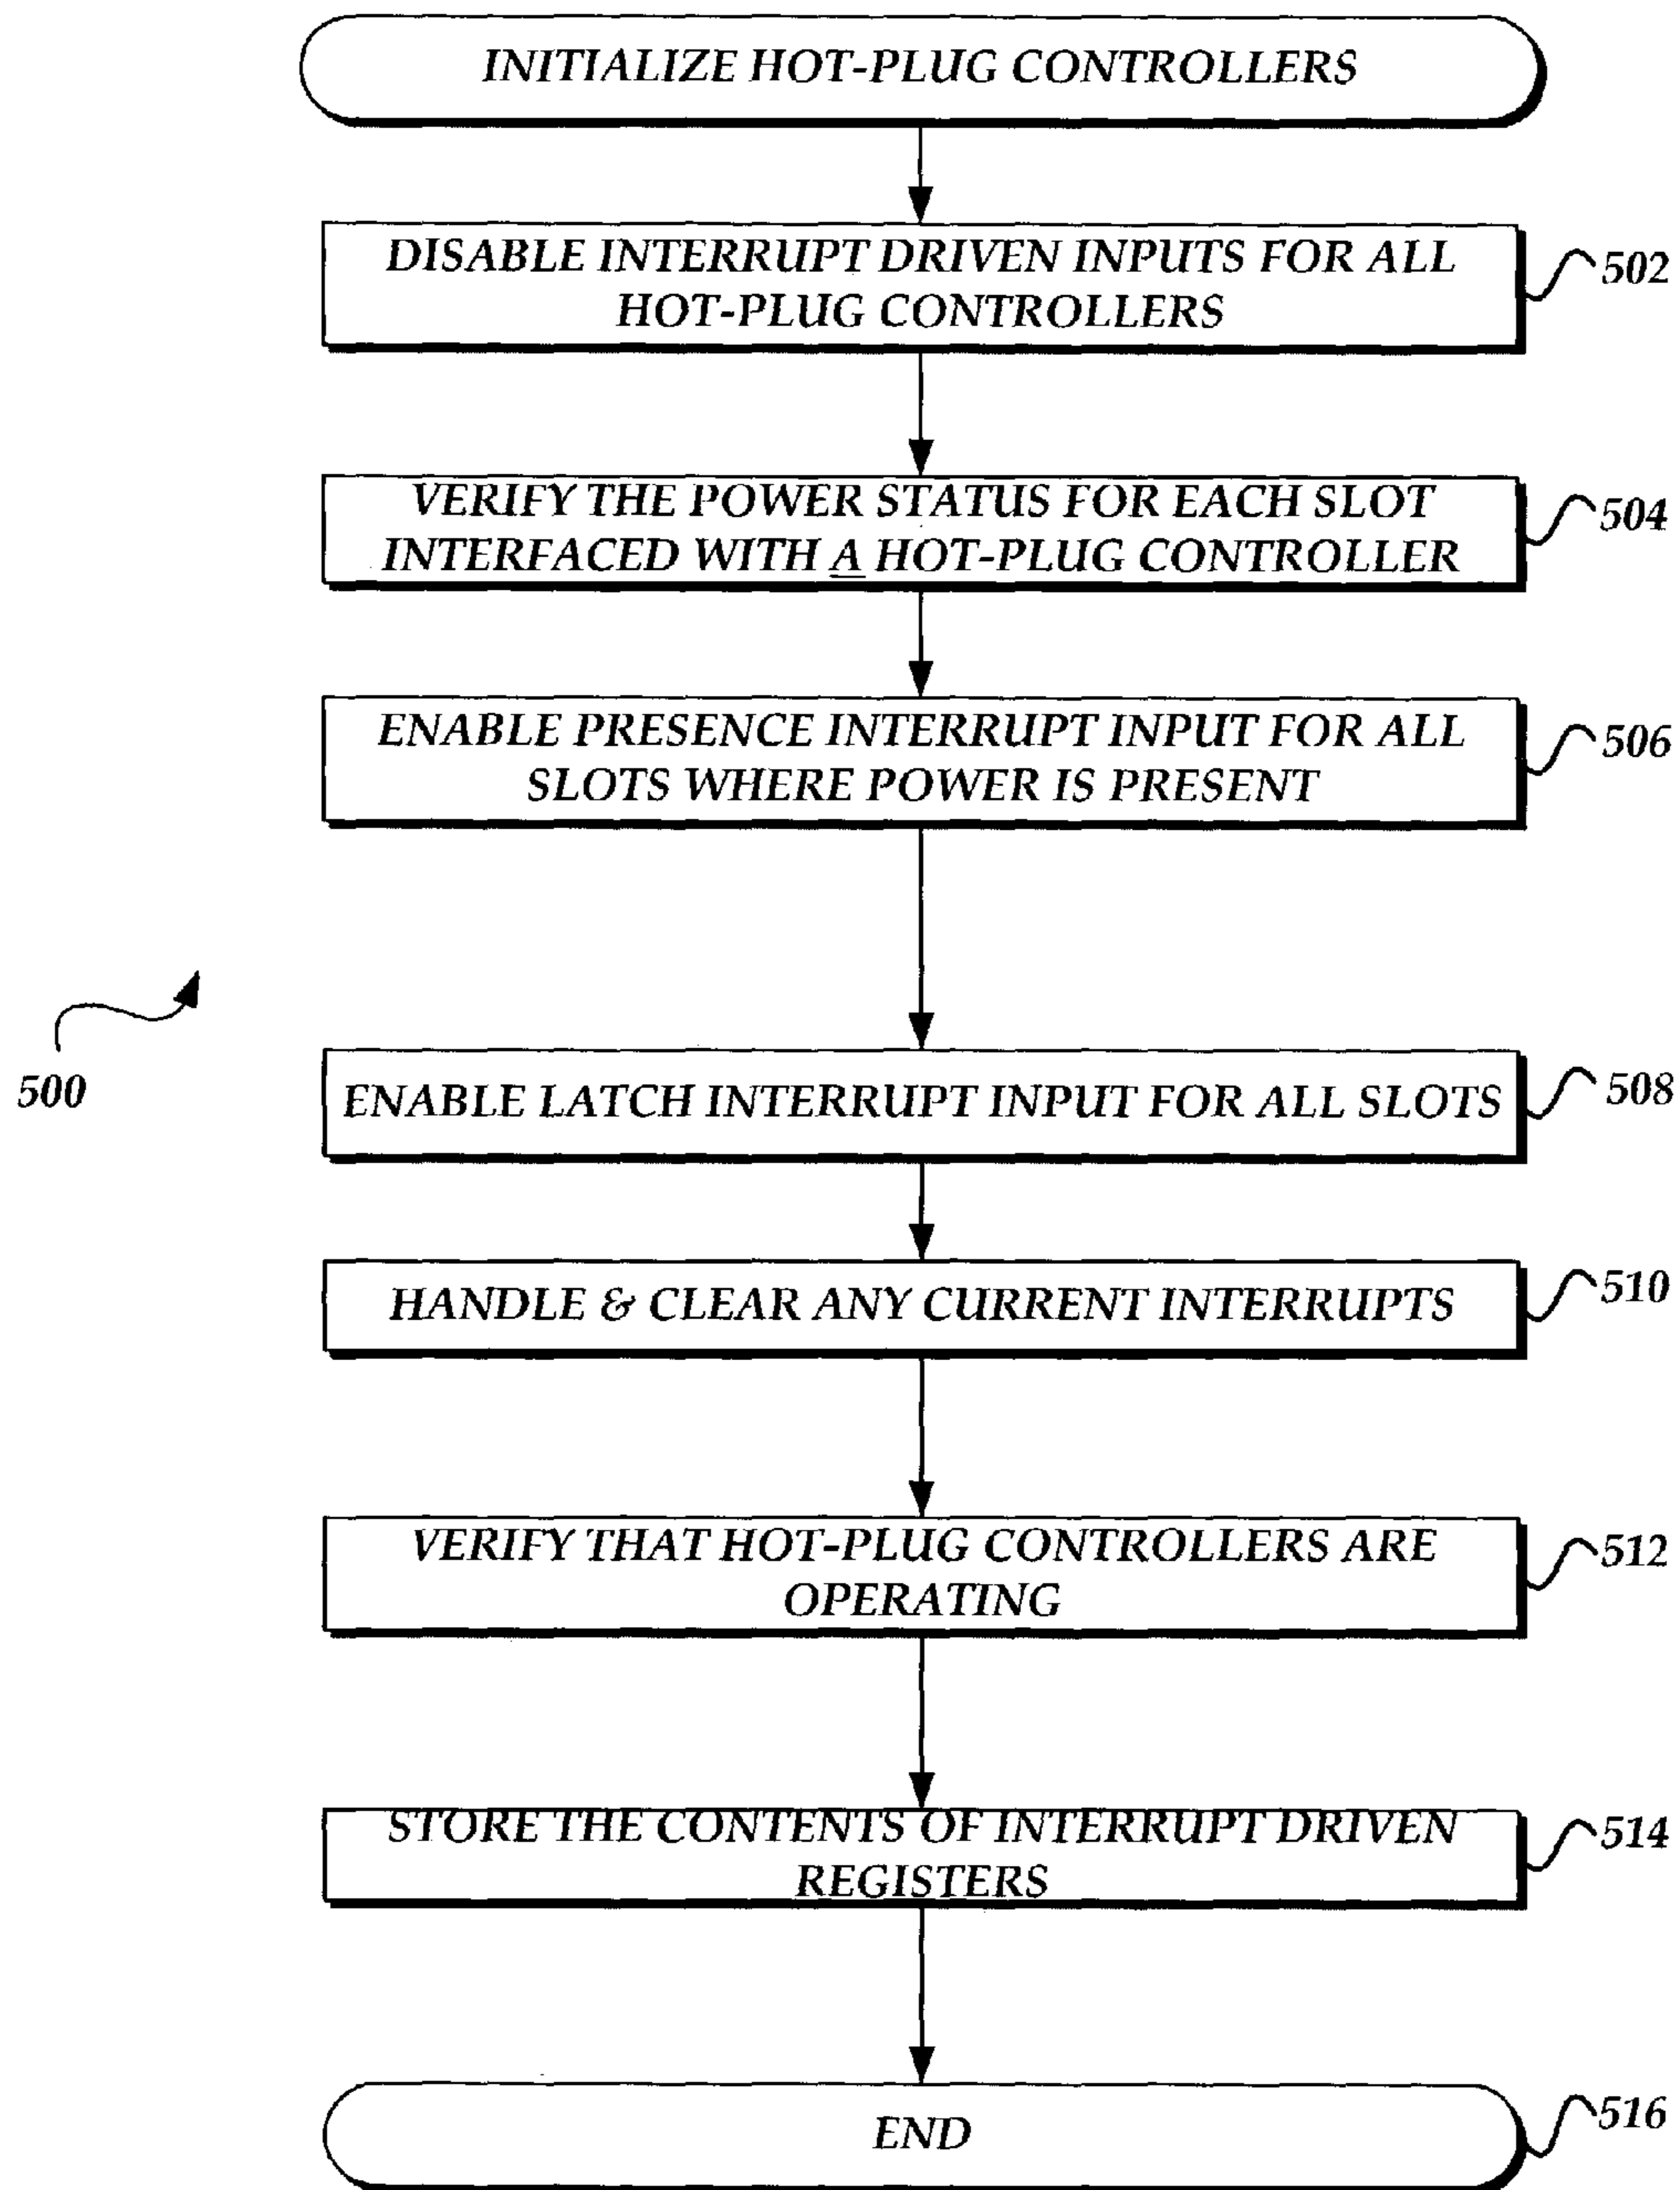 INITIALIZE HOT-PLUG CONTROLLERS
DISABLE INTERRUPT DRIVEN INPUTS FOR ALL
HOT-PLUG CONTROLLERS
502
VERIFY THE POWER STATUS FOR EACH SLOT
INTERFACED WITH A HOT-PLUG CONTROLLER
504
ENABLE PRESENCE INTERRUPT INPUT FOR ALL
SLOTS WHERE POWER IS PRESENT
506
500
ENABLE LATCH INTERRUPT INPUT FOR ALL SLOTS
508
HANDLE & CLEAR ANY CURRENT INTERRUPTS
510
VERIFY THAT HOT-PLUG CONTROLLERS ARE
OPERATING
512
STORE THE CONTENTS OF INTERRUPT DRIVEN
REGISTERS
514
END
516